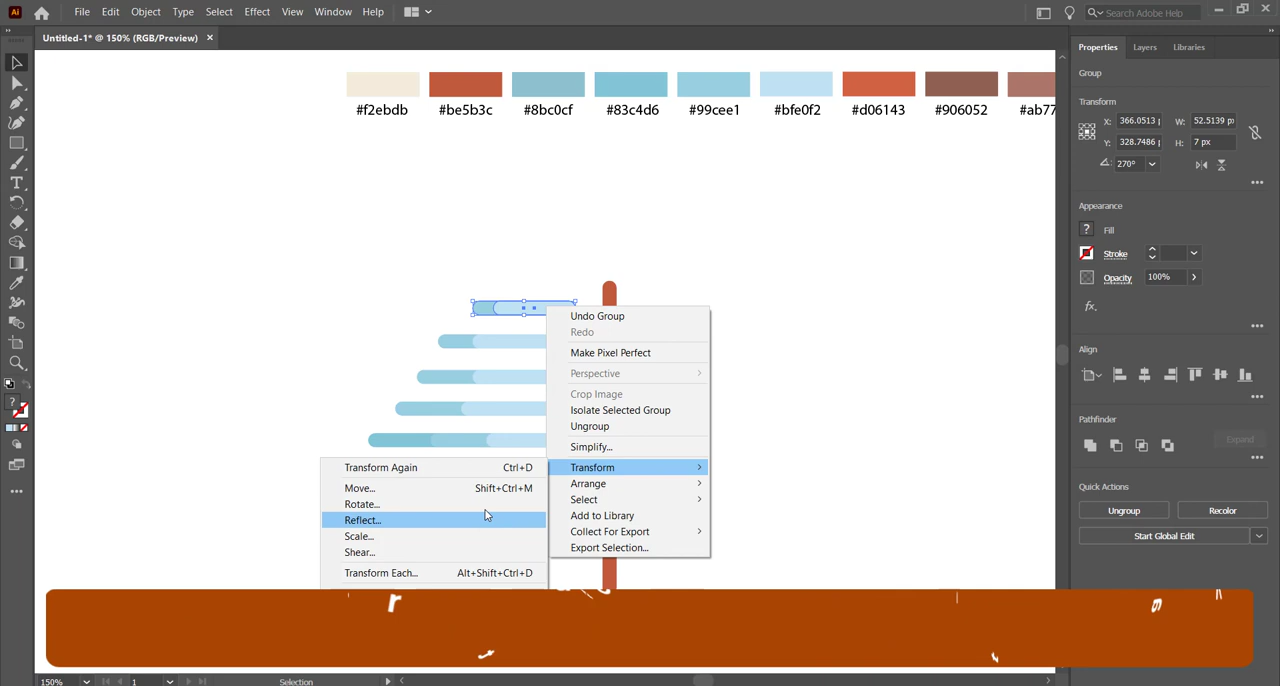 Ai File Edit Object Type Select Effect View Window Help Search Adobe Help
Untitled-1* @ 150% (RGB/Preview) ×
Properties Layers Libraries
Group
#f2ebdb #be5b3c #8bc0cf #83c4d6 #99cee1 #bfe0f2 #d06143 #906052 #ab77
Transform
X: 366.0513 W: 52.5139 px
Y: 328.7486 H: 7 px
270°
Appearance
? Fill
Stroke
Opacity 100%
fx
Align
Pathfinder
Expand
Quick Actions
Ungroup Recolor
Start Global Edit
Undo Group
Redo
Make Pixel Perfect
Perspective
Crop Image
Isolate Selected Group
Ungroup
Simplify...
Transform
Arrange
Select
Add to Library
Collect For Export
Export Selection...
Transform Again Ctrl+D
Move... Shift+Ctrl+M
Rotate...
Reflect...
Scale...
Shear...
Transform Each... Alt+Shift+Ctrl+D
150% 1 Selection